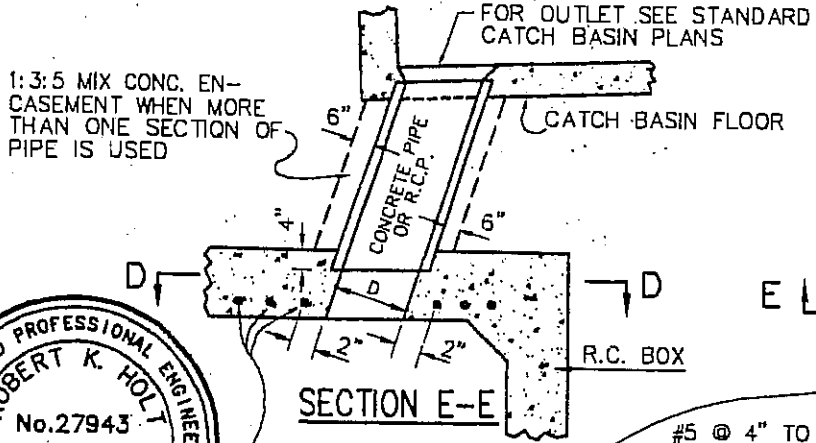 FOR OUTLET SEE STANDARD
CATCH BASIN PLANS
1:3:5 MIX CONC. EN-
CASEMENT WHEN MORE
THAN ONE SECTION OF
PIPE IS USED
6"
CATCH BASIN FLOOR
CONCRETE PIPE
OR R.C.P.
4"
6"
D
D
D
E
2"
2"
R.C. BOX
SECTION E-E
PROFESSIONAL ENGINEE
ROBERT K. HOLT
No.27943
#5 @ 4" TO